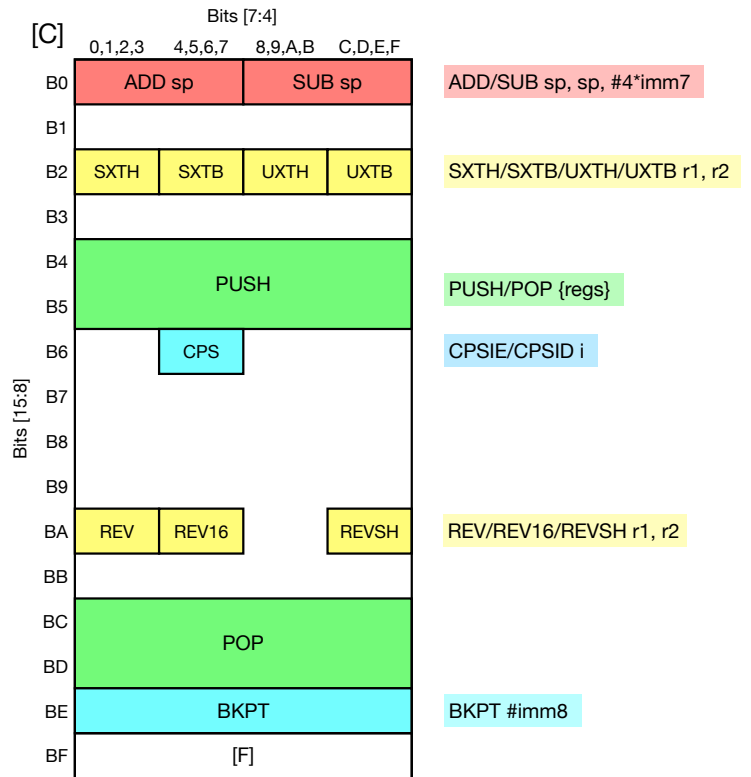 Bits [7:4]
[C]
0,1,2,3 4,5,6,7 8,9,A,B C,D,E,F
B0 ADD sp SUB sp ADD/SUB sp, sp, #4*imm7
B1
B2 SXTH SXTB UXTH UXTB SXTH/SXTB/UXTH/UXTB r1, r2
B3
B4
PUSH
PUSH/POP {regs}
B5
B6 CPS CPSIE/CPSID i
B7
Bits [15:8]
B8
B9
BA REV REV16 REVSH REV/REV16/REVSH r1, r2
BB
BC
POP
BD
BE BKPT BKPT #imm8
BF [F]